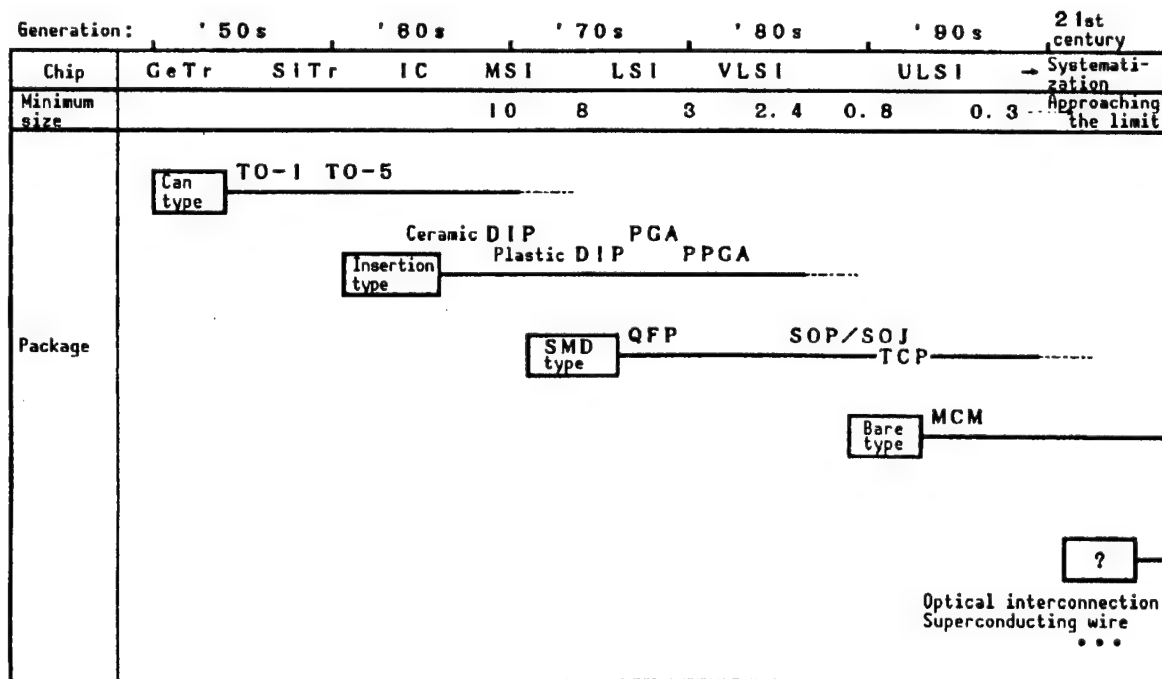 Generation: '50s '60s '70s '80s '90s 21st century
Chip GeTr SiTr IC MSI LSI VLSI ULSI → Systemati-
zation
Minimum size 10 8 3 2.4 0.8 0.3 Approaching
the limit
Package
Can type TO-1 TO-5
Ceramic DIP PGA
Insertion type Plastic DIP PPGA
SMD type QFP SOP/SOJ
TCP
Bare type MCM
?
Optical interconnection
Superconducting wire
• • •